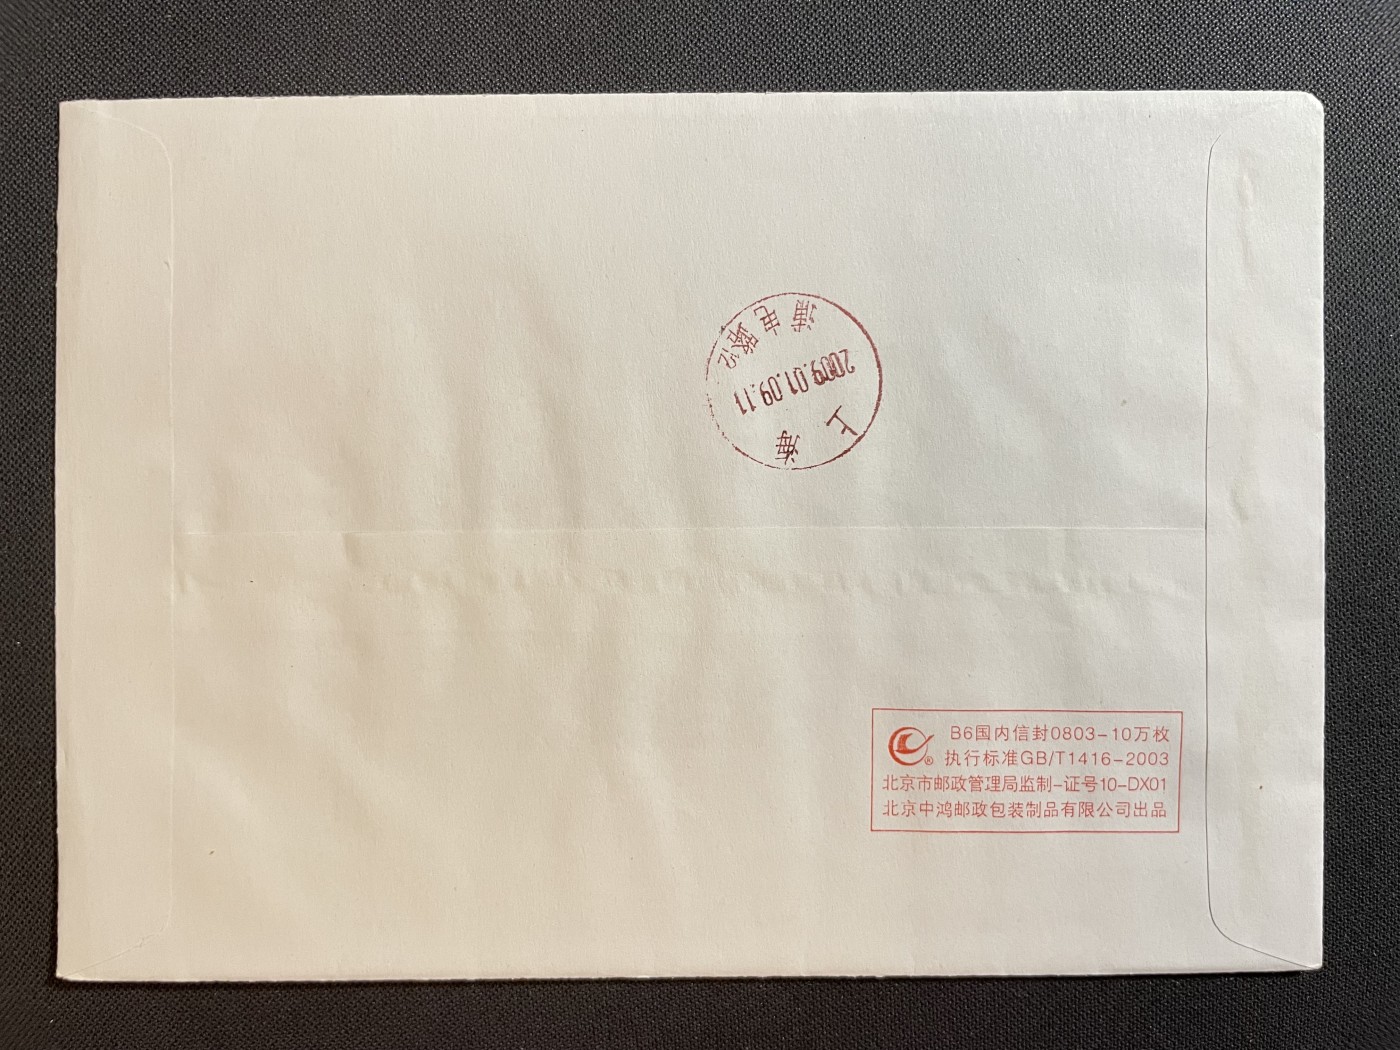 上海
2009.01.09.11
浦电路
B6国内信封0803-10万枚
执行标准GB/T1416-2003
北京市邮政管理局监制-证号10-DX01
北京中鸿邮政包装制品有限公司出品